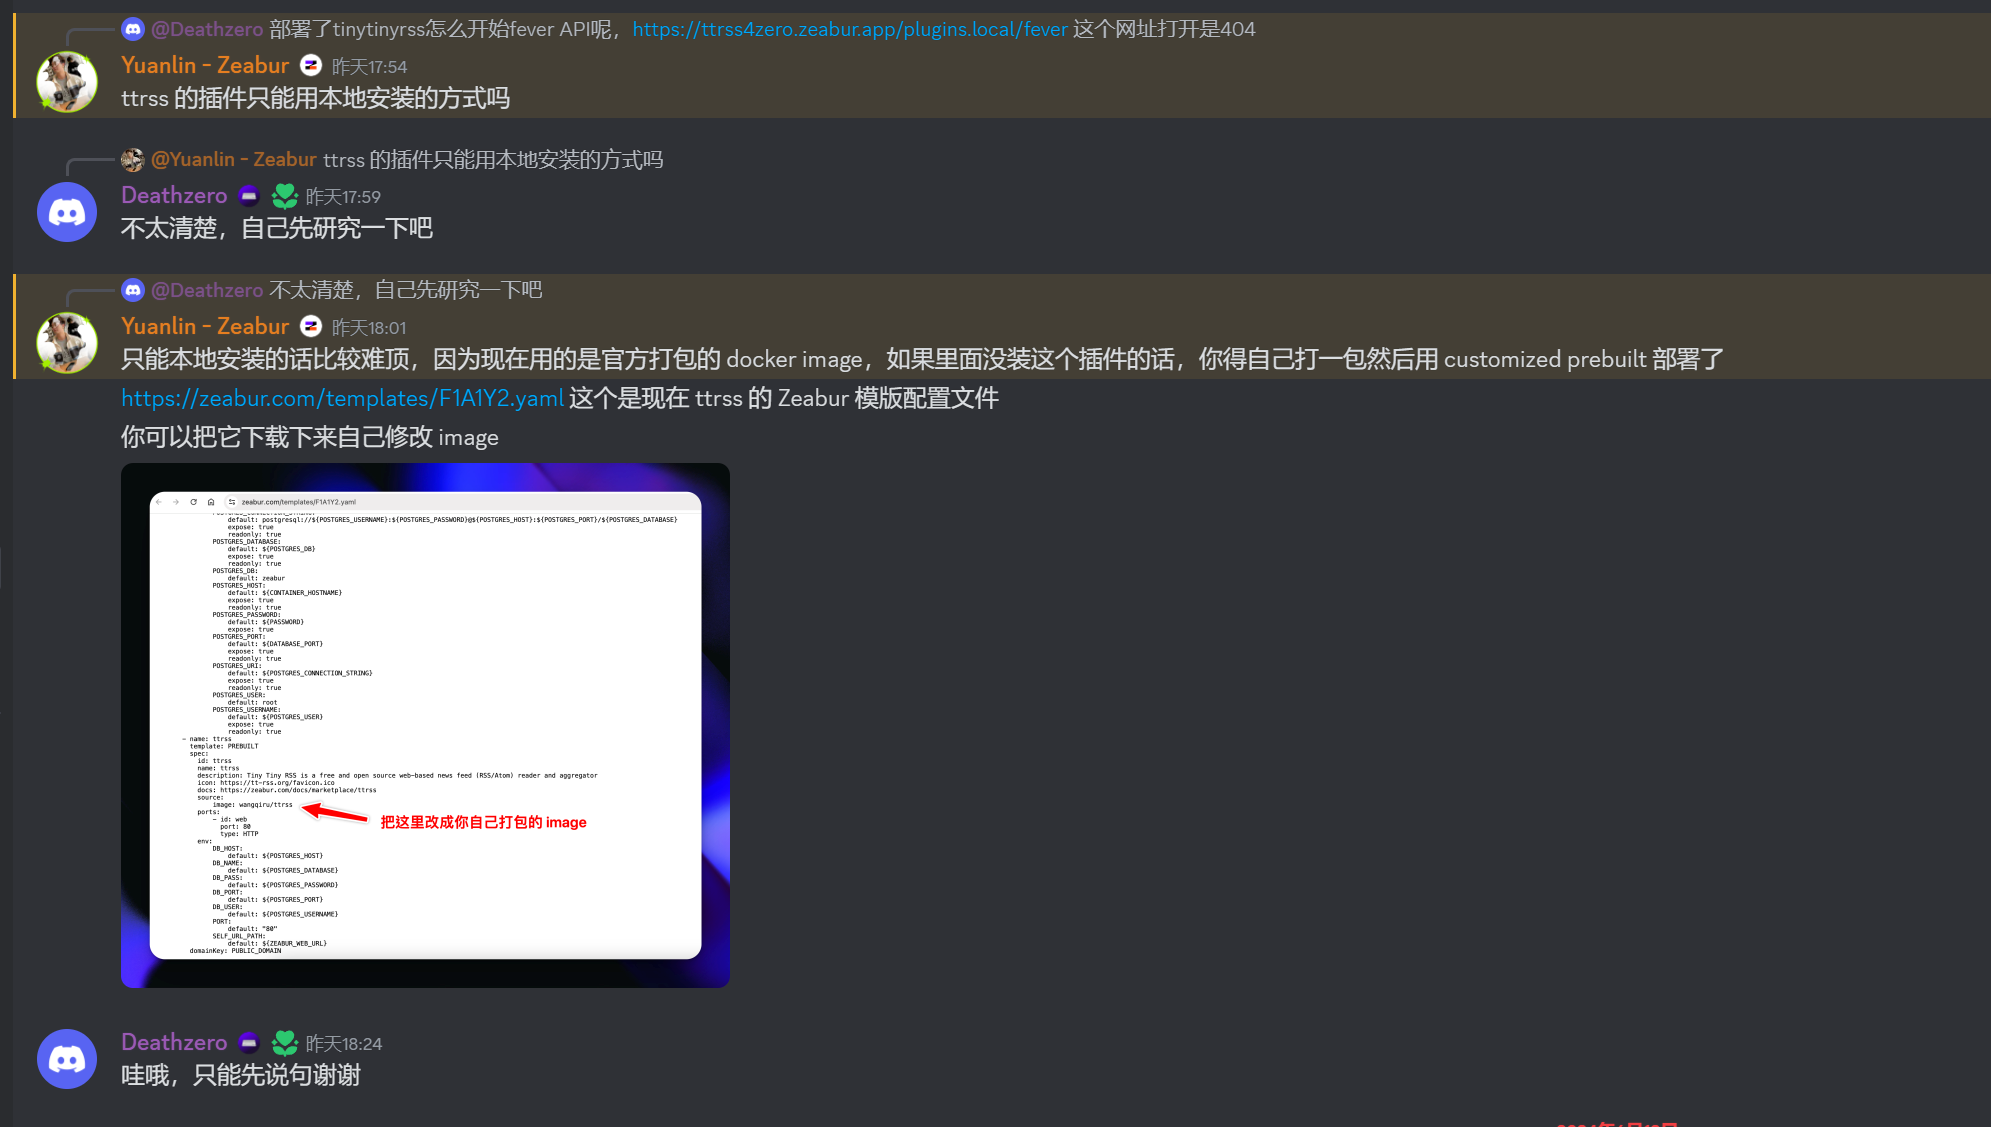 @Deathzero 部署了tinytinyrss怎么开始fever API呢，https://ttrss4zero.zeabur.app/plugins.local/fever 这个网址打开是404
Yuanlin - Zeabur 昨天17:54
ttrss 的插件只能用本地安装的方式吗
@Yuanlin - Zeabur ttrss 的插件只能用本地安装的方式吗
Deathzero 昨天17:59
不太清楚，自己先研究一下吧
@Deathzero 不太清楚，自己先研究一下吧
Yuanlin - Zeabur 昨天18:01
只能本地安装的话比较难顶，因为现在用的是官方打包的 docker image，如果里面没装这个插件的话，你得自己打一包然后用 customized prebuilt 部署了
https://zeabur.com/templates/F1A1Y2.yaml 这个是现在 ttrss 的 Zeabur 模版配置文件
你可以把它下载下来自己修改 image
zeabur.com/templates/F1A1Y2.yaml
default: postgresql://${POSTGRES_USERNAME}:${POSTGRES_PASSWORD}@${POSTGRES_HOST}:${POSTGRES_PORT}/${POSTGRES_DATABASE}
expose: true
readonly: true
POSTGRES_DATABASE:
default: ${POSTGRES_DB}
expose: true
readonly: true
POSTGRES_DB:
default: zeabur
POSTGRES_HOST:
default: ${CONTAINER_HOSTNAME}
expose: true
readonly: true
POSTGRES_PASSWORD:
default: ${PASSWORD}
expose: true
POSTGRES_PORT:
default: ${DATABASE_PORT}
expose: true
readonly: true
POSTGRES_URI:
default: ${POSTGRES_CONNECTION_STRING}
expose: true
readonly: true
POSTGRES_USER:
default: root
POSTGRES_USERNAME:
default: ${POSTGRES_USER}
expose: true
readonly: true
- name: ttrss
template: PREBUILT
spec:
id: ttrss
name: ttrss
description: Tiny Tiny RSS is a free and open source web-based news feed (RSS/Atom) reader and aggregator
icon: https://tt-rss.org/favicon.ico
docs: https://zeabur.com/docs/marketplace/ttrss
source:
image: wangqiru/ttrss
把这里改成你自己打包的 image
ports:
- id: web
port: 80
type: HTTP
env:
DB_HOST:
default: ${POSTGRES_HOST}
DB_NAME:
default: ${POSTGRES_DATABASE}
DB_PASS:
default: ${POSTGRES_PASSWORD}
DB_PORT:
default: ${POSTGRES_PORT}
DB_USER:
default: ${POSTGRES_USERNAME}
PORT:
default: "80"
SELF_URL_PATH:
default: ${ZEABUR_WEB_URL}
domainKey: PUBLIC_DOMAIN
Deathzero 昨天18:24
哇哦，只能先说句谢谢